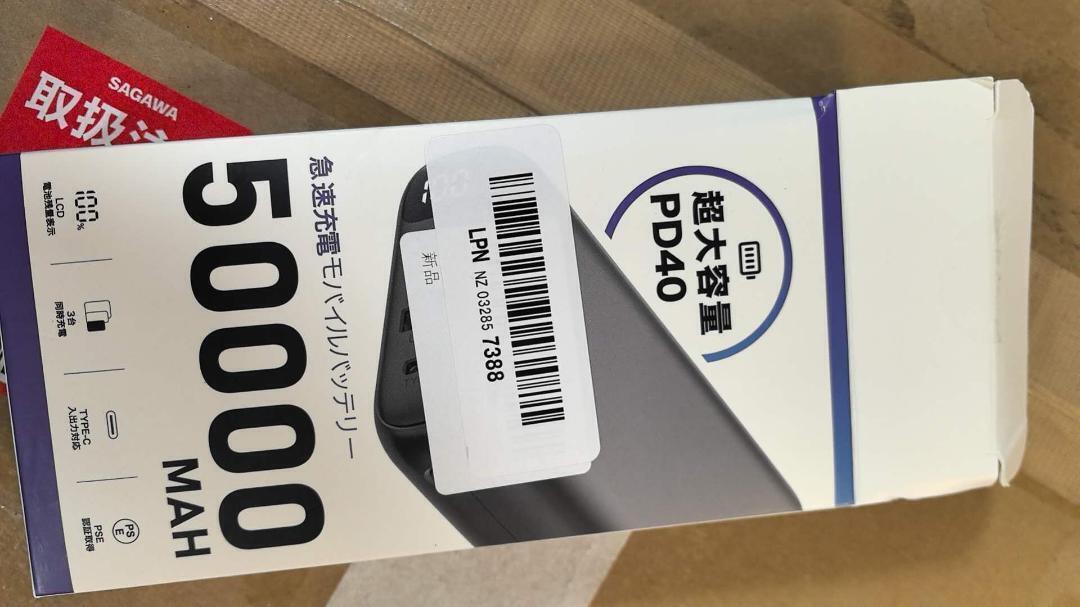 SAGAWA
取扱注
超大容量
PD40
LPN NZ 03285 7388
新品
急速充電モバイルバッテリー
50000
MAH
100%
LCD
電池残量表示
3台
同時充電
TYPE-C
入出力対応
PS
E
PSE
認証取得